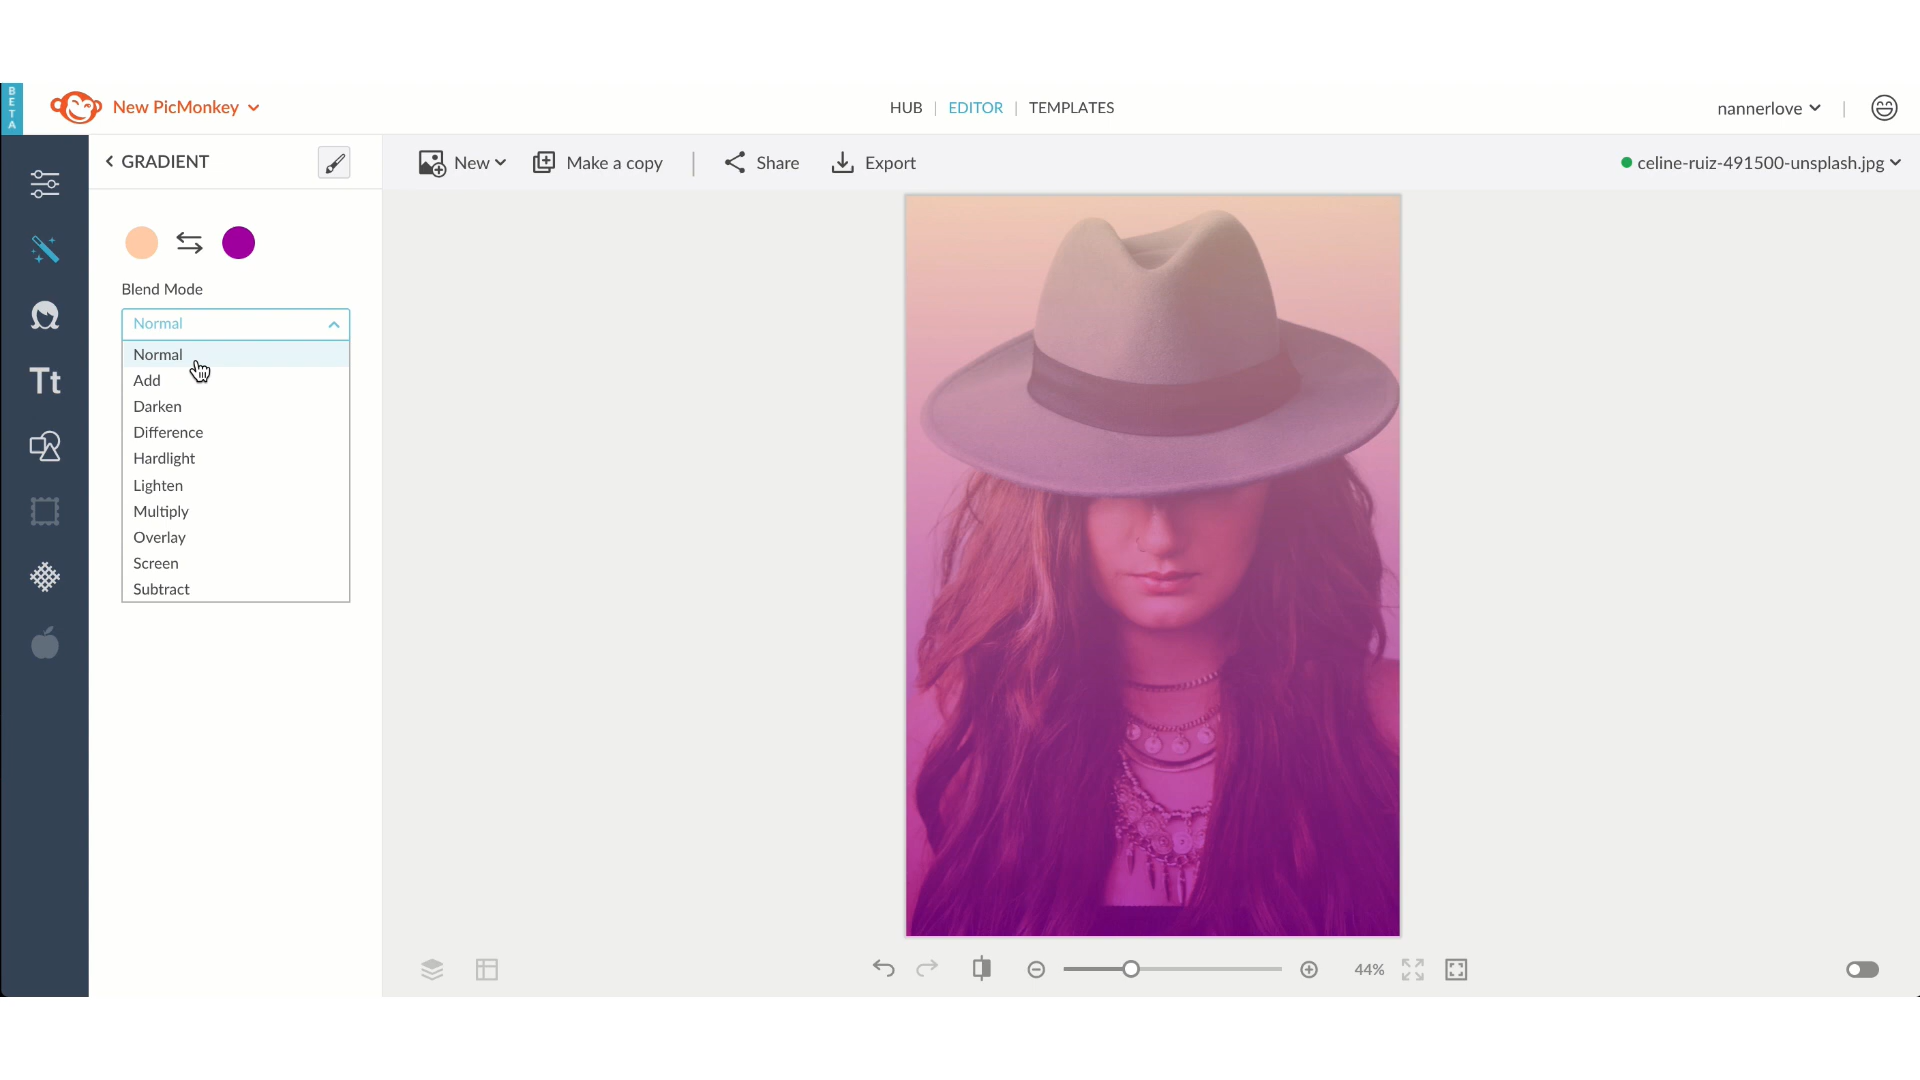 BETA
New PicMonkey
HUB | EDITOR | TEMPLATES
nannerlove
GRADIENT
New
Make a copy
Share
Export
celine-ruiz-491500-unsplash.jpg
Blend Mode
Normal
Normal
Add
Darken
Difference
Hardlight
Lighten
Multiply
Overlay
Screen
Subtract
Tt
44%